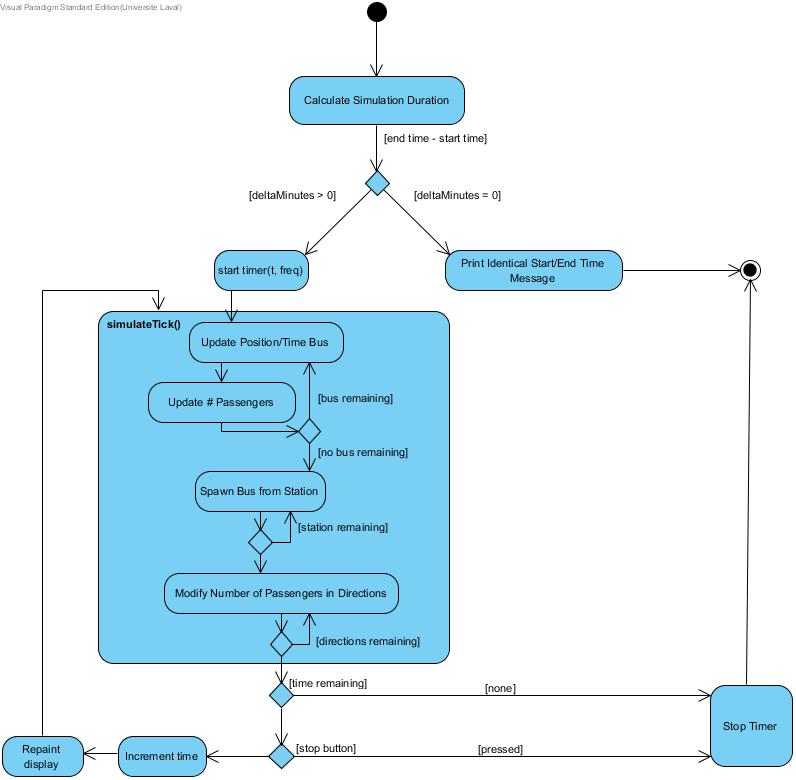 Visual Paradigm Standard Edition(Universite Laval)
Calculate Simulation Duration
[end time - start time]
[deltaMinutes > 0]
[deltaMinutes = 0]
start timer(t, freq)
Print Identical Start/End Time
Message
simulateTick()
Update Position/Time Bus
Update # Passengers
[bus remaining]
[no bus remaining]
Spawn Bus from Station
[station remaining]
Modify Number of Passengers in Directions
[directions remaining]
[time remaining]
[none]
Stop Timer
[stop button]
[pressed]
Increment time
Repaint
display